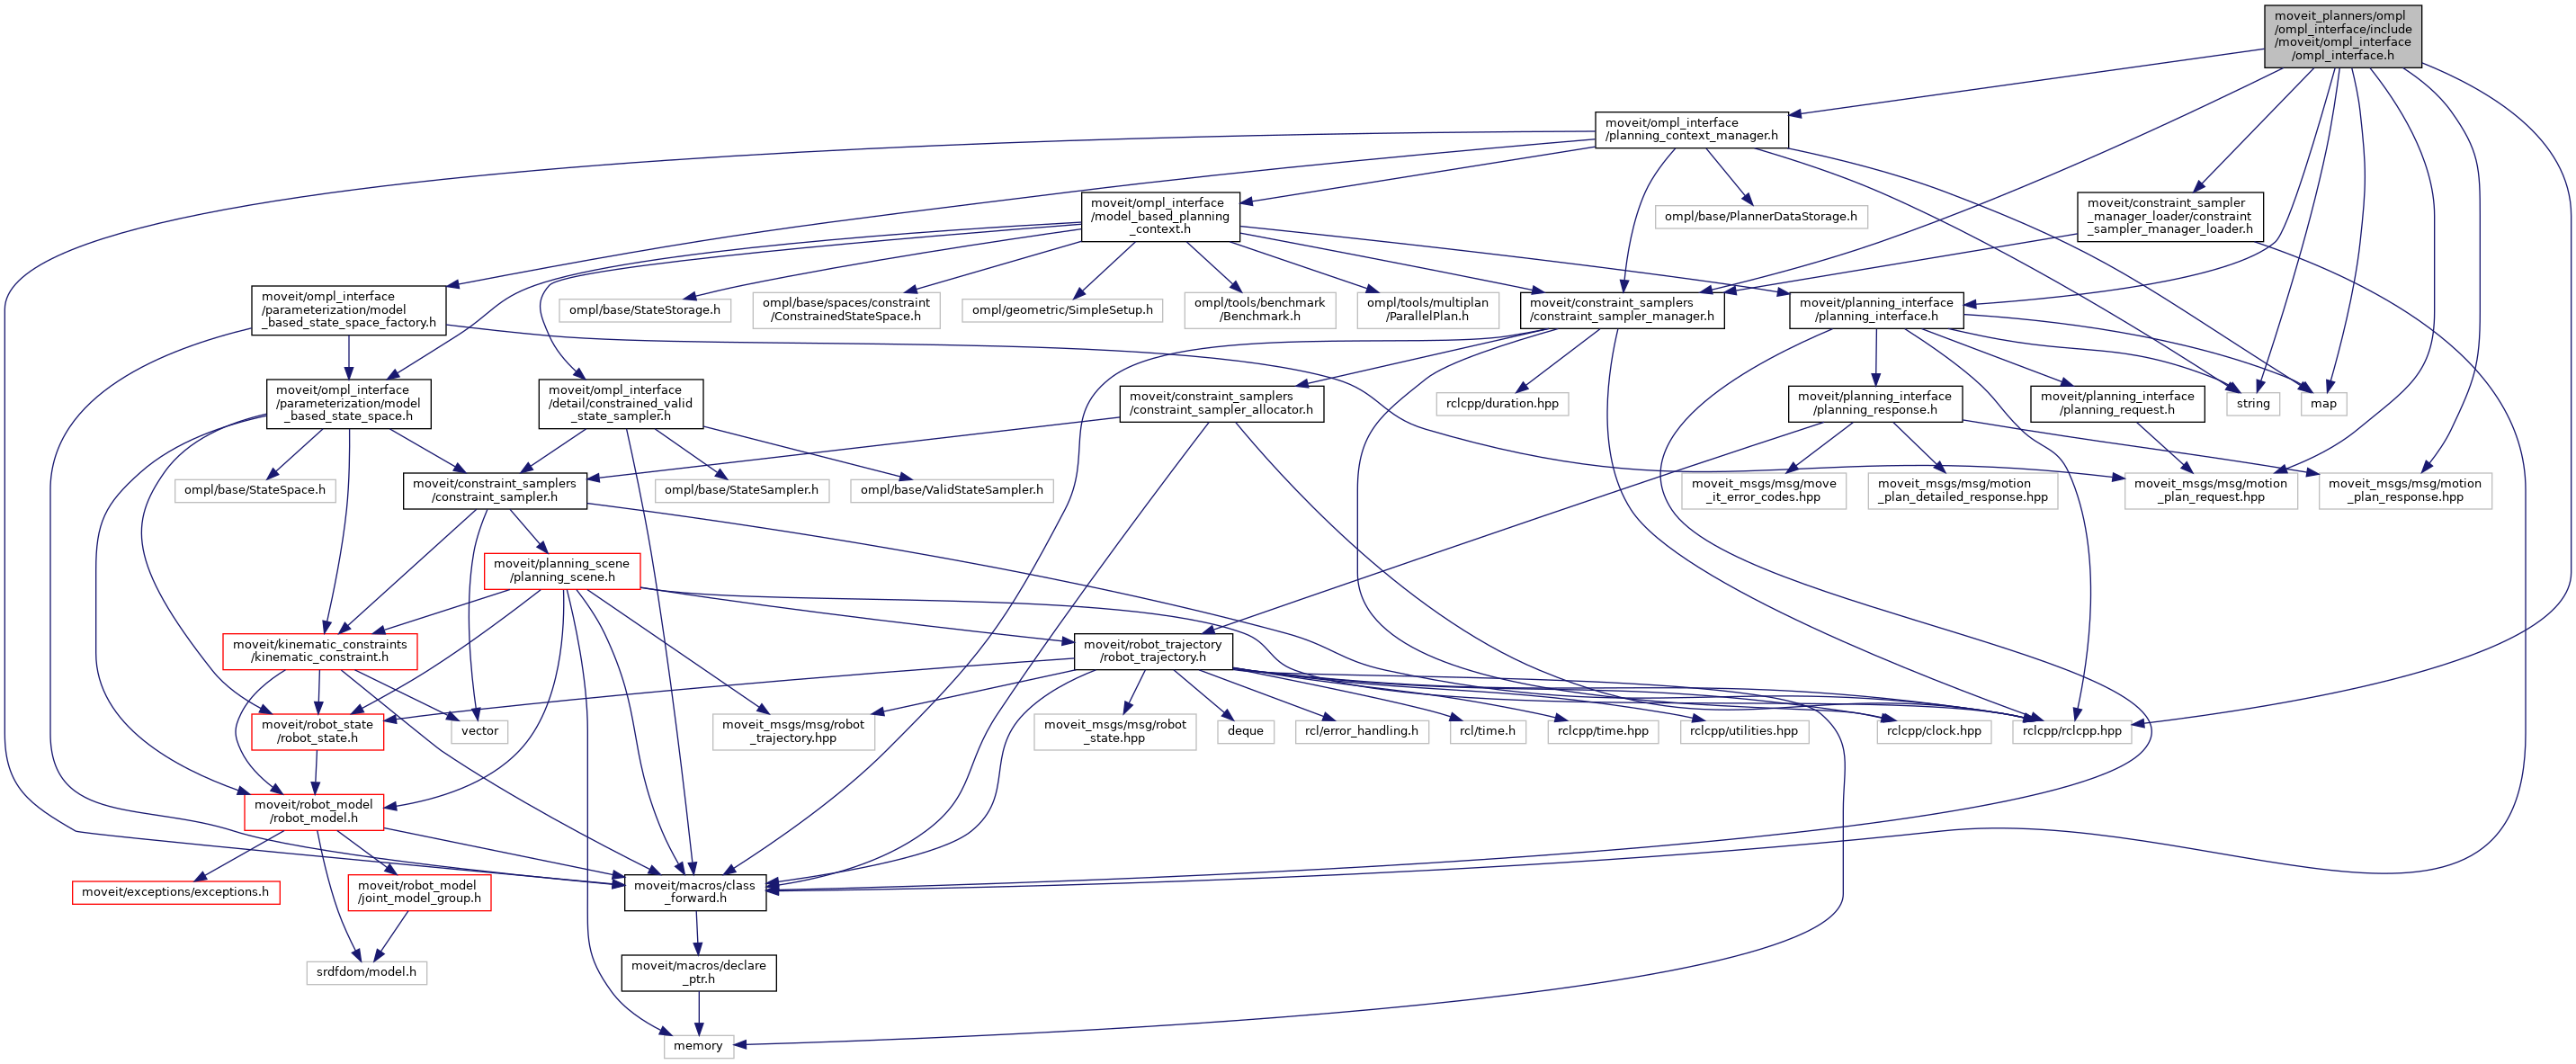 moveit_planners/ompl
/ompl_interface/include
/moveit/ompl_interface
/ompl_interface.h
moveit/ompl_interface
/planning_context_manager.h
moveit/ompl_interface
/model_based_planning
_context.h
ompl/base/PlannerDataStorage.h
moveit/constraint_sampler
_manager_loader/constraint
_sampler_manager_loader.h
moveit/ompl_interface
/parameterization/model
_based_state_space_factory.h
ompl/base/StateStorage.h
ompl/base/spaces/constraint
/ConstrainedStateSpace.h
ompl/geometric/SimpleSetup.h
ompl/tools/benchmark
/Benchmark.h
ompl/tools/multiplan
/ParallelPlan.h
moveit/constraint_samplers
/constraint_sampler_manager.h
moveit/planning_interface
/planning_interface.h
moveit/ompl_interface
/parameterization/model
_based_state_space.h
moveit/ompl_interface
/detail/constrained_valid
_state_sampler.h
moveit/constraint_samplers
/constraint_sampler_allocator.h
rclcpp/duration.hpp
moveit/planning_interface
/planning_response.h
moveit/planning_interface
/planning_request.h
string
map
ompl/base/StateSpace.h
moveit/constraint_samplers
/constraint_sampler.h
ompl/base/StateSampler.h
ompl/base/ValidStateSampler.h
moveit_msgs/msg/move
_it_error_codes.hpp
moveit_msgs/msg/motion
_plan_detailed_response.hpp
moveit_msgs/msg/motion
_plan_request.hpp
moveit_msgs/msg/motion
_plan_response.hpp
moveit/planning_scene
/planning_scene.h
moveit/kinematic_constraints
/kinematic_constraint.h
moveit/robot_trajectory
/robot_trajectory.h
moveit/robot_state
/robot_state.h
vector
moveit_msgs/msg/robot
_trajectory.hpp
moveit_msgs/msg/robot
_state.hpp
deque
rcl/error_handling.h
rcl/time.h
rclcpp/time.hpp
rclcpp/utilities.hpp
rclcpp/clock.hpp
rclcpp/rclcpp.hpp
moveit/robot_model
/robot_model.h
moveit/exceptions/exceptions.h
moveit/robot_model
/joint_model_group.h
moveit/macros/class
_forward.h
srdfdom/model.h
moveit/macros/declare
_ptr.h
memory